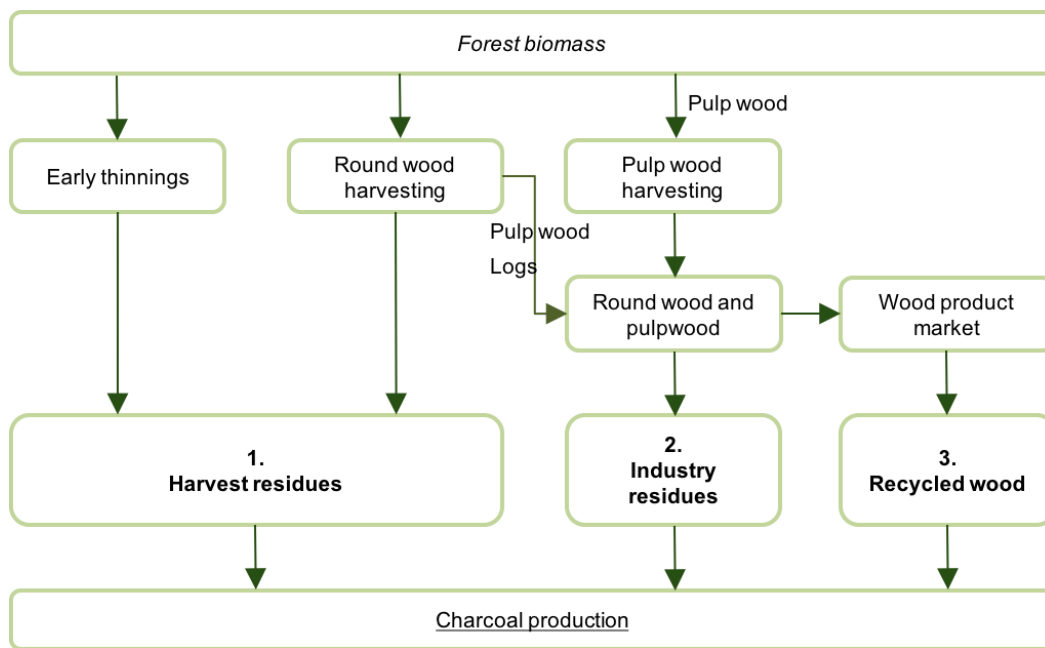 Forest biomass
Pulp wood
Early thinnings
Round wood
harvesting
Pulp wood
harvesting
Pulp wood
Logs
Round wood and
pulpwood
Wood product
market
1.
Harvest residues
2.
Industry
residues
3.
Recycled wood
Charcoal production